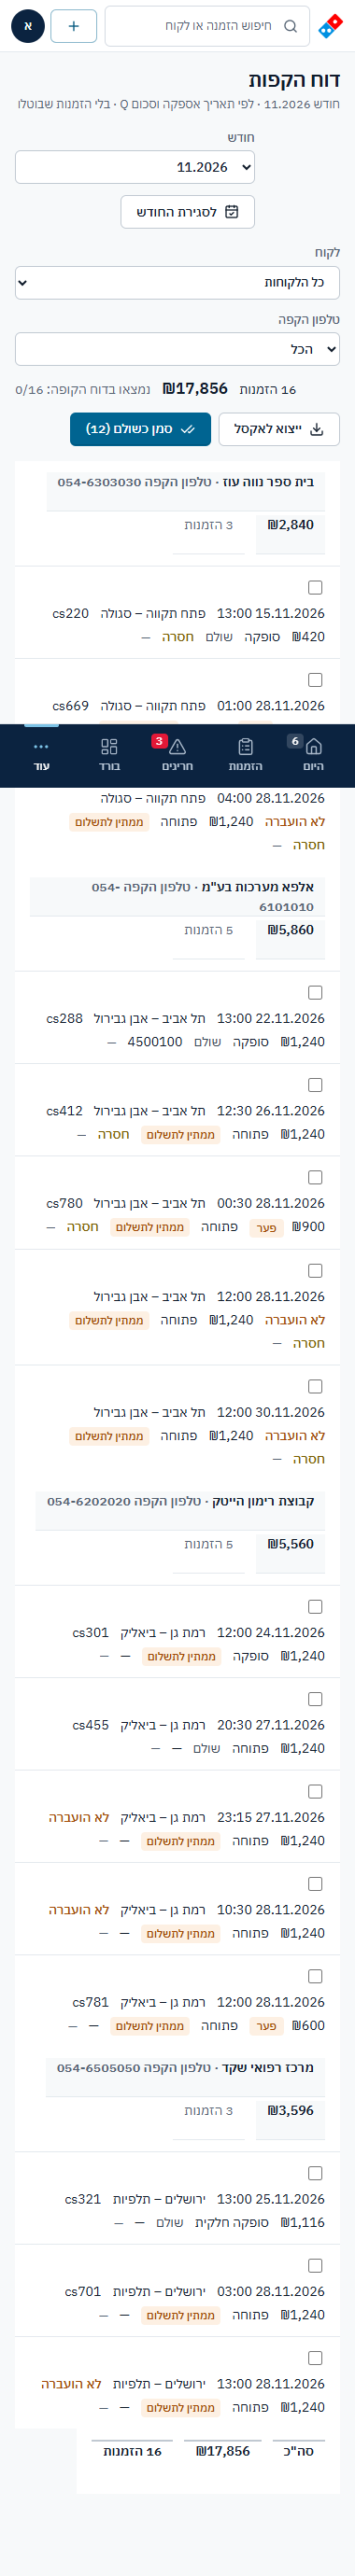 חיפוש הזמנה או לקוח
+
א
דוח הקפות
חודש 11.2026 · לפי תאריך אספקה וסכום Q · בלי הזמנות שבוטלו
חודש
11.2026
לסגירת החודש
לקוח
כל הלקוחות
טלפון הקפה
הכל
16 הזמנות ₪17,856 נמצאו בדוח הקופה: 0/16
ייצוא לאקסל
סמן כשולם (12)
בית ספר נווה עוז · טלפון הקפה 054-6303030
₪2,840 3 הזמנות
15.11.2026 13:00 פתח תקווה – סגולה cs220
₪420 סופקה שולם חסרה —
28.11.2026 01:00 פתח תקווה – סגולה cs669
היום 6
הזמנות
חריגים 3
בורד
עוד
28.11.2026 04:00 פתח תקווה – סגולה
לא הועברה ₪1,240 פתוחה ממתין לתשלום
חסרה —
אלפא מערכות בע"מ · טלפון הקפה 054-
6101010
₪5,860 5 הזמנות
22.11.2026 13:00 תל אביב – אבן גבירול cs288
₪1,240 סופקה שולם 4500100 —
26.11.2026 12:30 תל אביב – אבן גבירול cs412
₪1,240 פתוחה ממתין לתשלום חסרה —
28.11.2026 00:30 תל אביב – אבן גבירול cs780
₪900 פער פתוחה ממתין לתשלום חסרה —
28.11.2026 12:00 תל אביב – אבן גבירול
לא הועברה ₪1,240 פתוחה ממתין לתשלום
חסרה —
30.11.2026 12:00 תל אביב – אבן גבירול
לא הועברה ₪1,240 פתוחה ממתין לתשלום
חסרה —
קבוצת רימון הייטק · טלפון הקפה 054-6202020
₪5,560 5 הזמנות
24.11.2026 12:00 רמת גן – ביאליק cs301
₪1,240 סופקה ממתין לתשלום — —
27.11.2026 20:30 רמת גן – ביאליק cs455
₪1,240 פתוחה שולם — —
27.11.2026 23:15 רמת גן – ביאליק לא הועברה
₪1,240 פתוחה ממתין לתשלום — —
28.11.2026 10:30 רמת גן – ביאליק לא הועברה
₪1,240 פתוחה ממתין לתשלום — —
28.11.2026 12:00 רמת גן – ביאליק cs781
₪600 פער פתוחה ממתין לתשלום — —
מרכז רפואי שקד · טלפון הקפה 054-6505050
₪3,596 3 הזמנות
25.11.2026 13:00 ירושלים – תלפיות cs321
₪1,116 סופקה חלקית שולם — —
28.11.2026 03:00 ירושלים – תלפיות cs701
₪1,240 פתוחה ממתין לתשלום — —
28.11.2026 13:00 ירושלים – תלפיות לא הועברה
₪1,240 פתוחה ממתין לתשלום — —
סה"כ ₪17,856 16 הזמנות